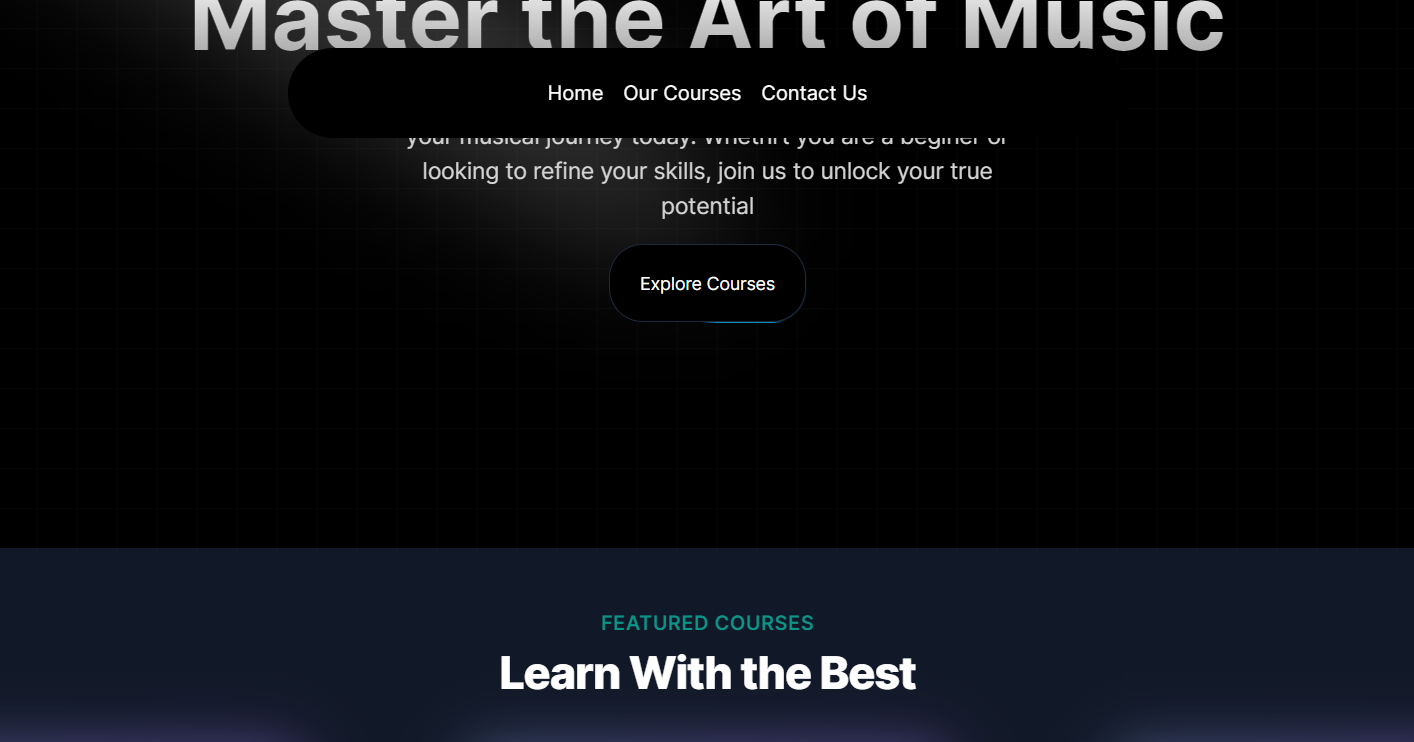 Master the Art of Music
Home Our Courses Contact Us
your musical journey today. Whethrt you are a beginer or
looking to refine your skills, join us to unlock your true
potential
Explore Courses
FEATURED COURSES
Learn With the Best